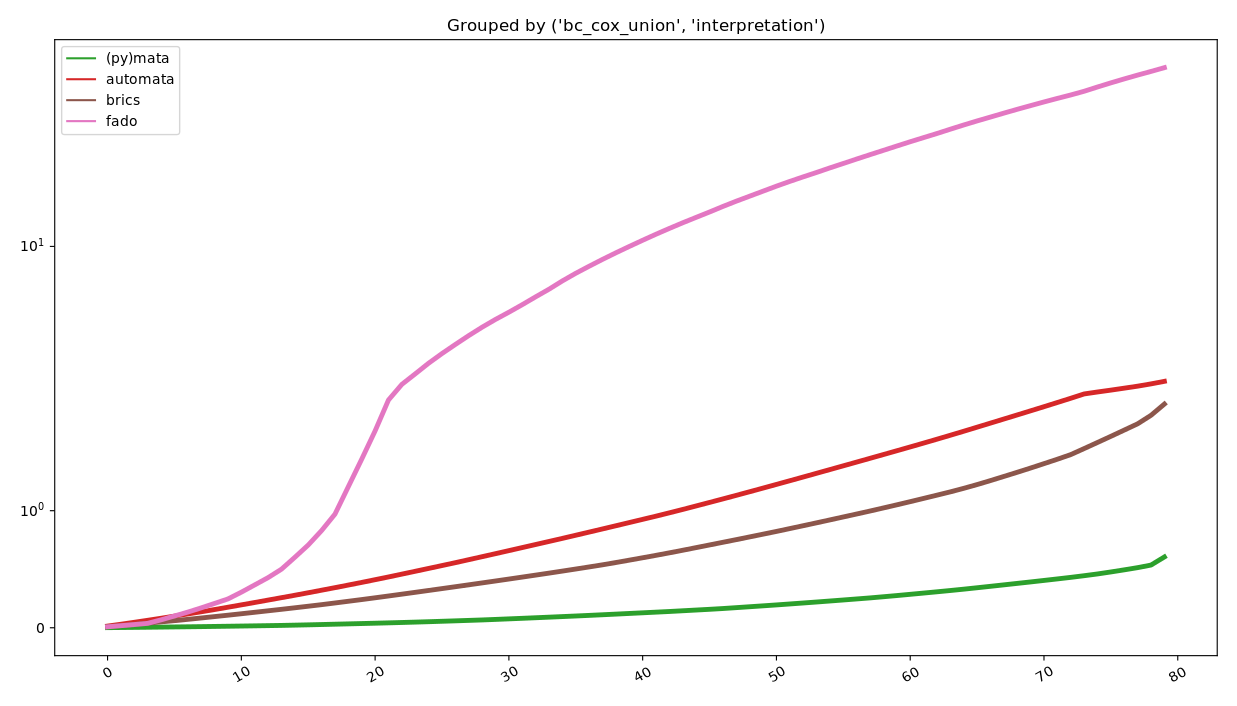 Grouped by ('bc_cox_union', 'interpretation')
(py)mata
automata
brics
fado
10¹
10⁰
0
0 10 20 30 40 50 60 70 80